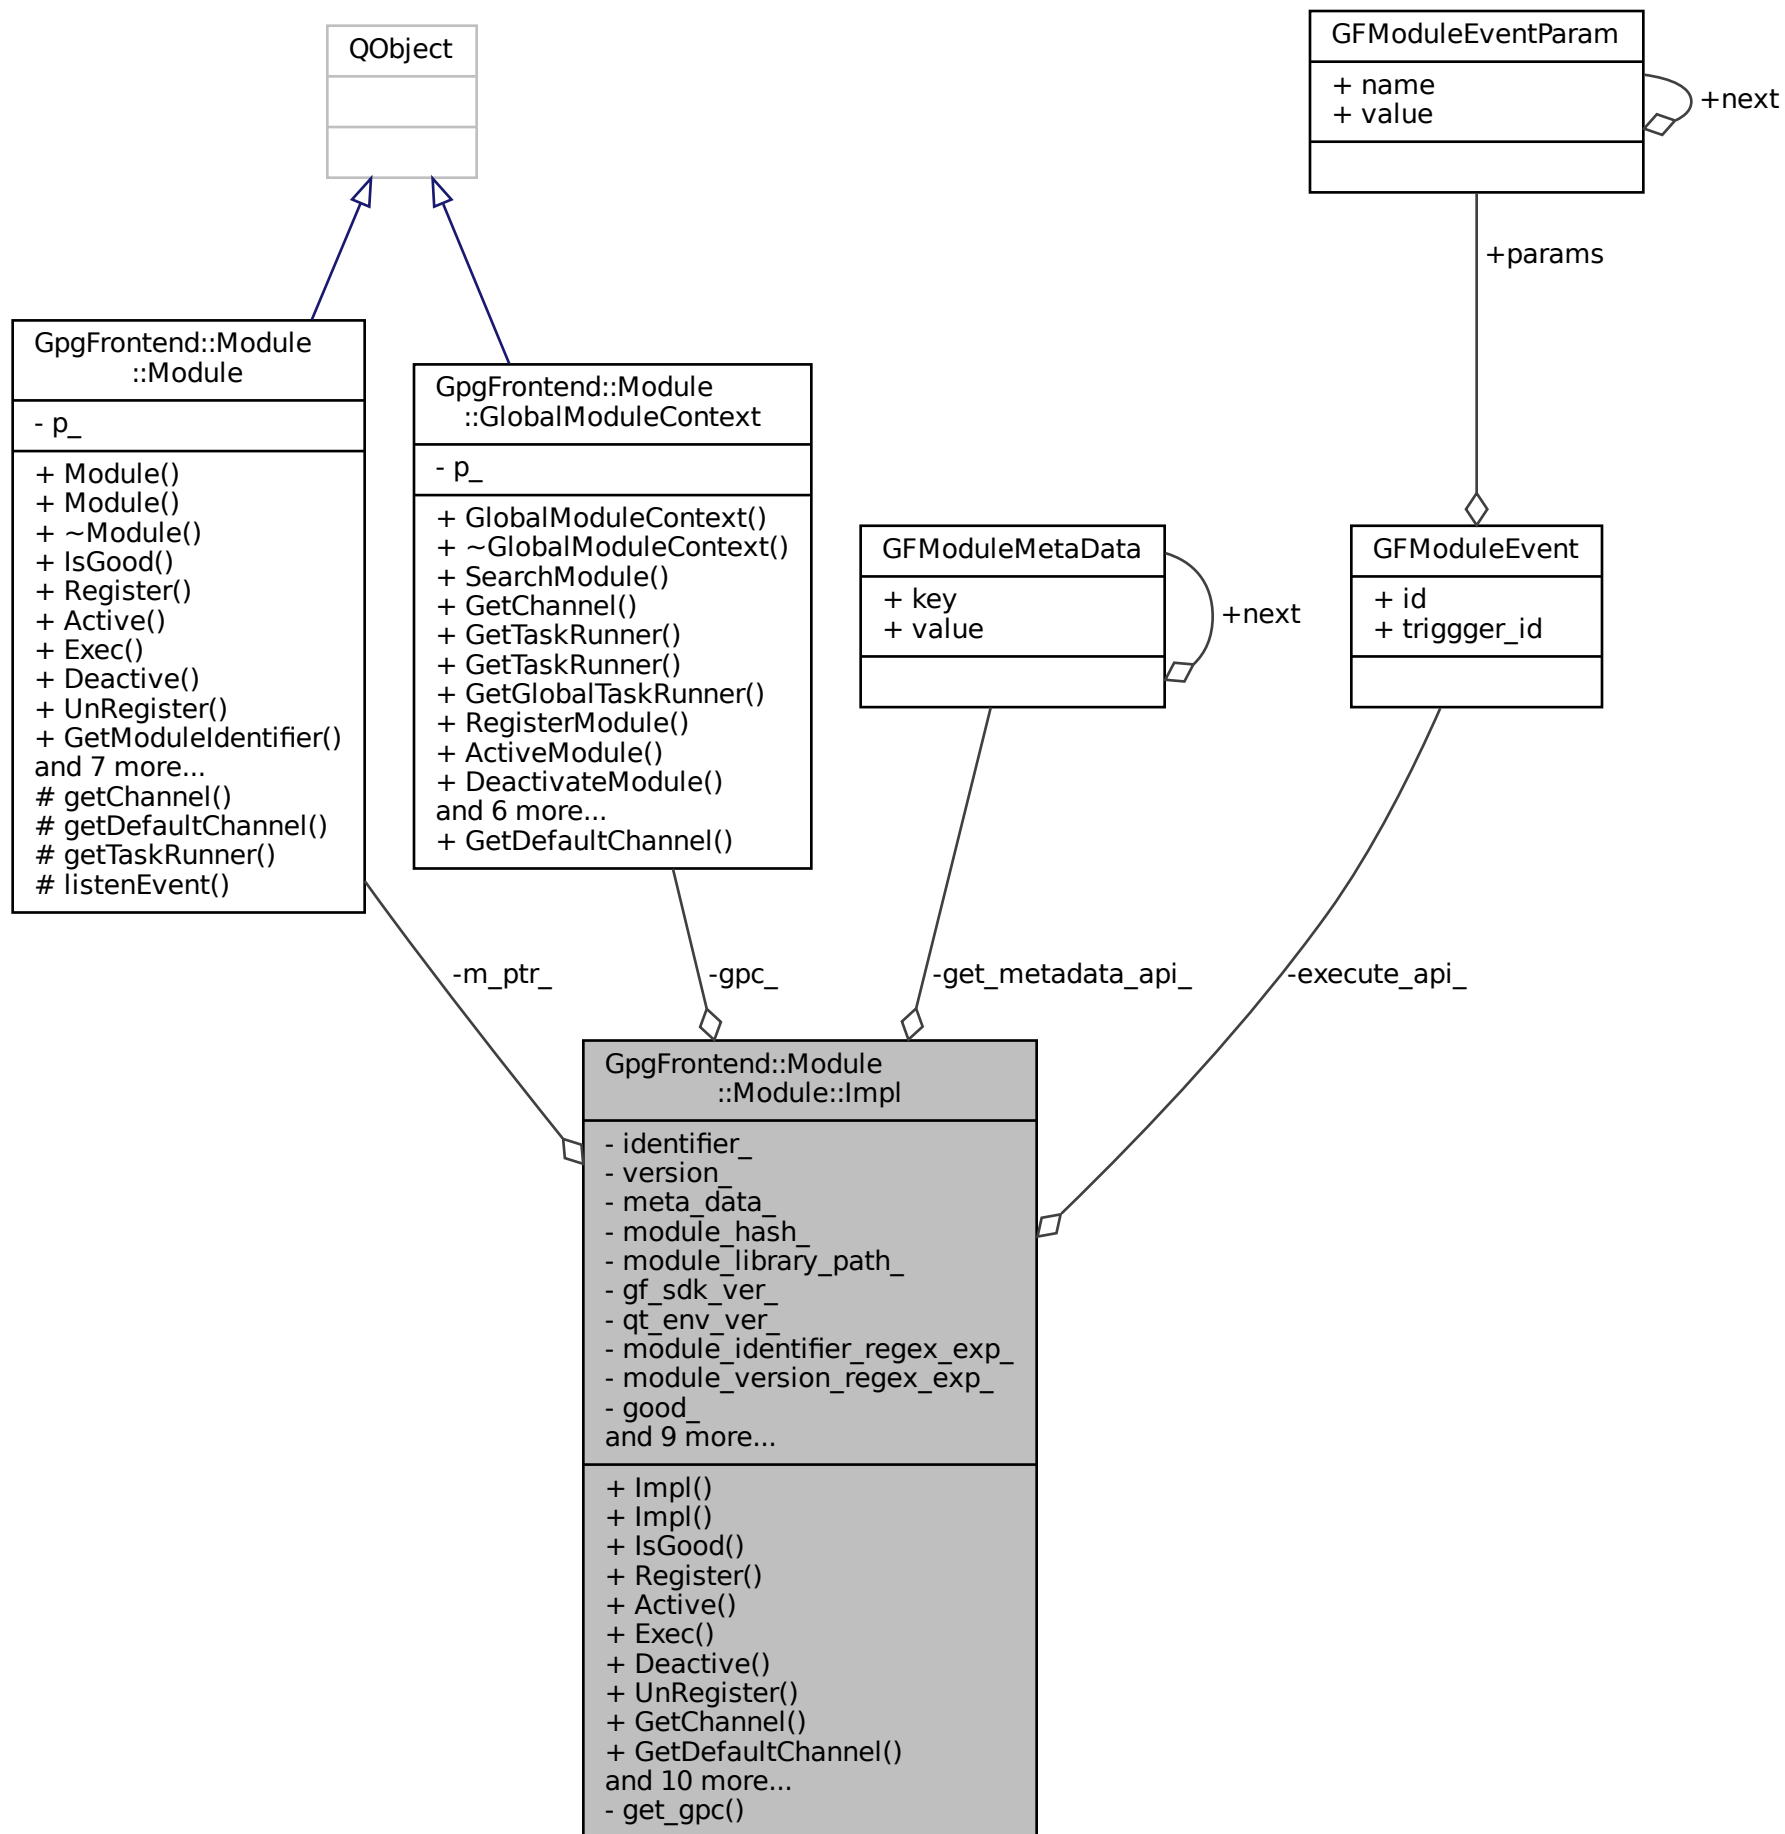 QObject
GFModuleEventParam
+ name
+ value
+next
+params
GpgFrontend::Module
::Module
- p_
+ Module()
+ Module()
+ ~Module()
+ IsGood()
+ Register()
+ Active()
+ Exec()
+ Deactive()
+ UnRegister()
+ GetModuleIdentifier()
and 7 more...
# getChannel()
# getDefaultChannel()
# getTaskRunner()
# listenEvent()
GpgFrontend::Module
::GlobalModuleContext
- p_
+ GlobalModuleContext()
+ ~GlobalModuleContext()
+ SearchModule()
+ GetChannel()
+ GetTaskRunner()
+ GetTaskRunner()
+ GetGlobalTaskRunner()
+ RegisterModule()
+ ActiveModule()
+ DeactivateModule()
and 6 more...
+ GetDefaultChannel()
GFModuleMetaData
+ key
+ value
+next
GFModuleEvent
+ id
+ triggger_id
-m_ptr_
-gpc_
-get_metadata_api_
-execute_api_
GpgFrontend::Module
::Module::Impl
- identifier_
- version_
- meta_data_
- module_hash_
- module_library_path_
- gf_sdk_ver_
- qt_env_ver_
- module_identifier_regex_exp_
- module_version_regex_exp_
- good_
and 9 more...
+ Impl()
+ Impl()
+ IsGood()
+ Register()
+ Active()
+ Exec()
+ Deactive()
+ UnRegister()
+ GetChannel()
+ GetDefaultChannel()
and 10 more...
- get_gpc()